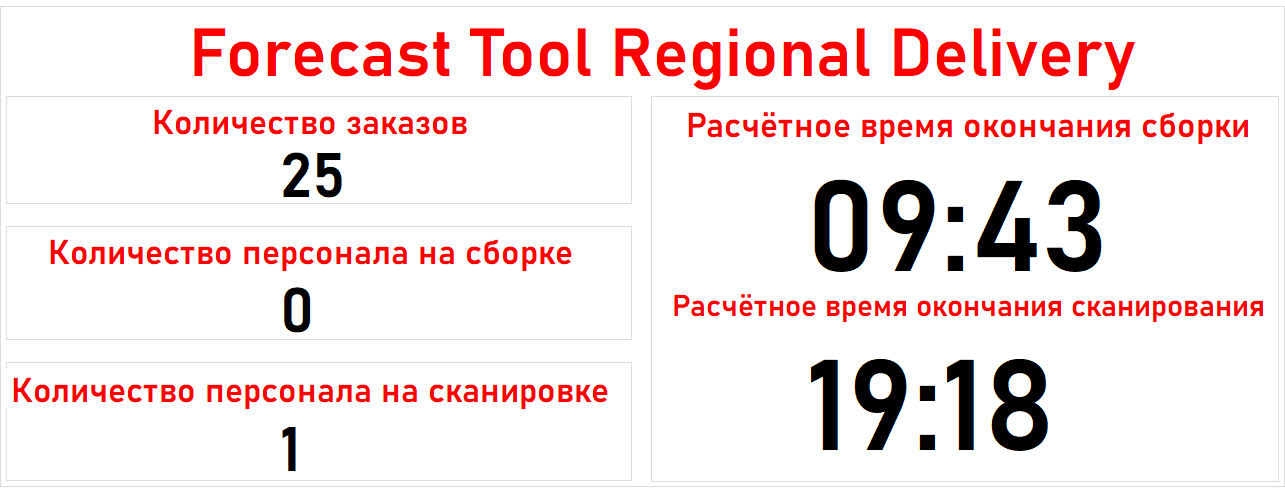 Forecast Tool Regional Delivery
Количество заказов
25
Количество персонала на сборке
0
Количество персонала на сканировке
1
Расчётное время окончания сборки
09:43
Расчётное время окончания сканирования
19:18